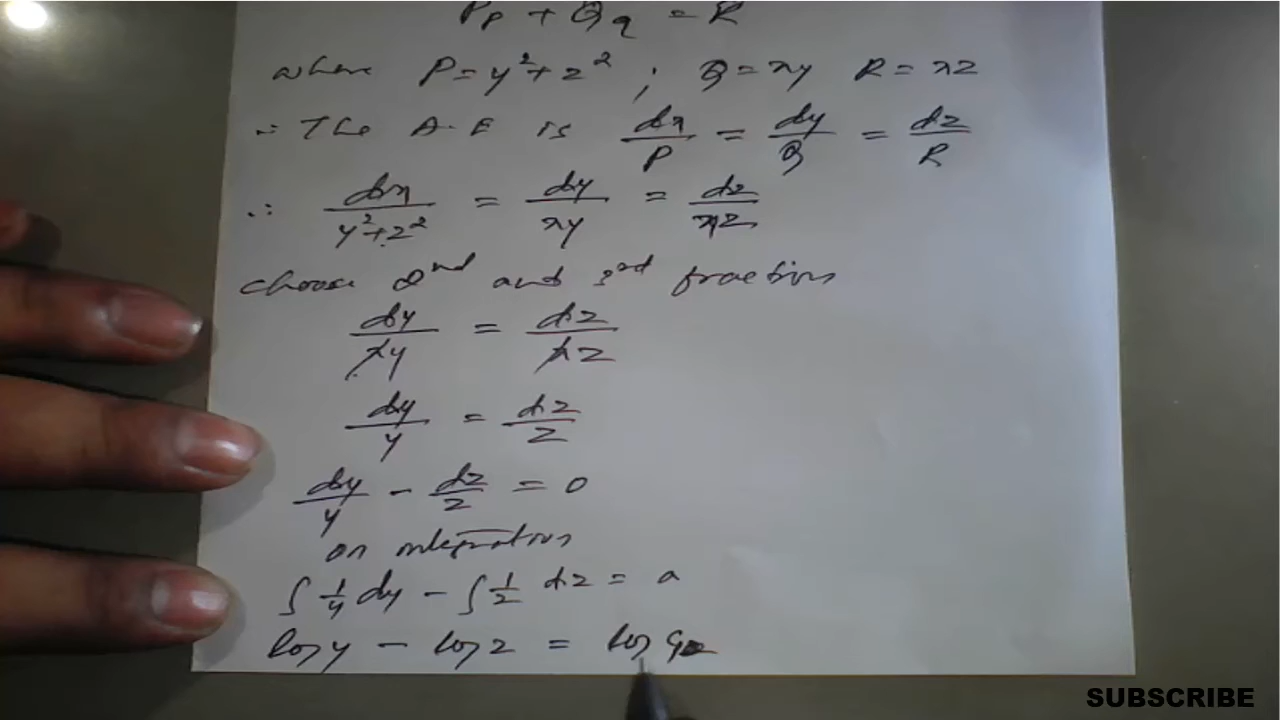 Pp + Qq = R
where P = y² + z² ; Q = xy R = xz
∴ The A.E is dx/P = dy/Q = dz/R
∴ dx/(y² + z²) = dy/xy = dz/xz
choose 2nd and 3rd fractions
dy/xy = dz/xz
dy/y = dz/z
dy/y - dz/z = 0
on integration
∫ 1/y dy - ∫ 1/z dz = a
log y - log z = log
SUBSCRIBE